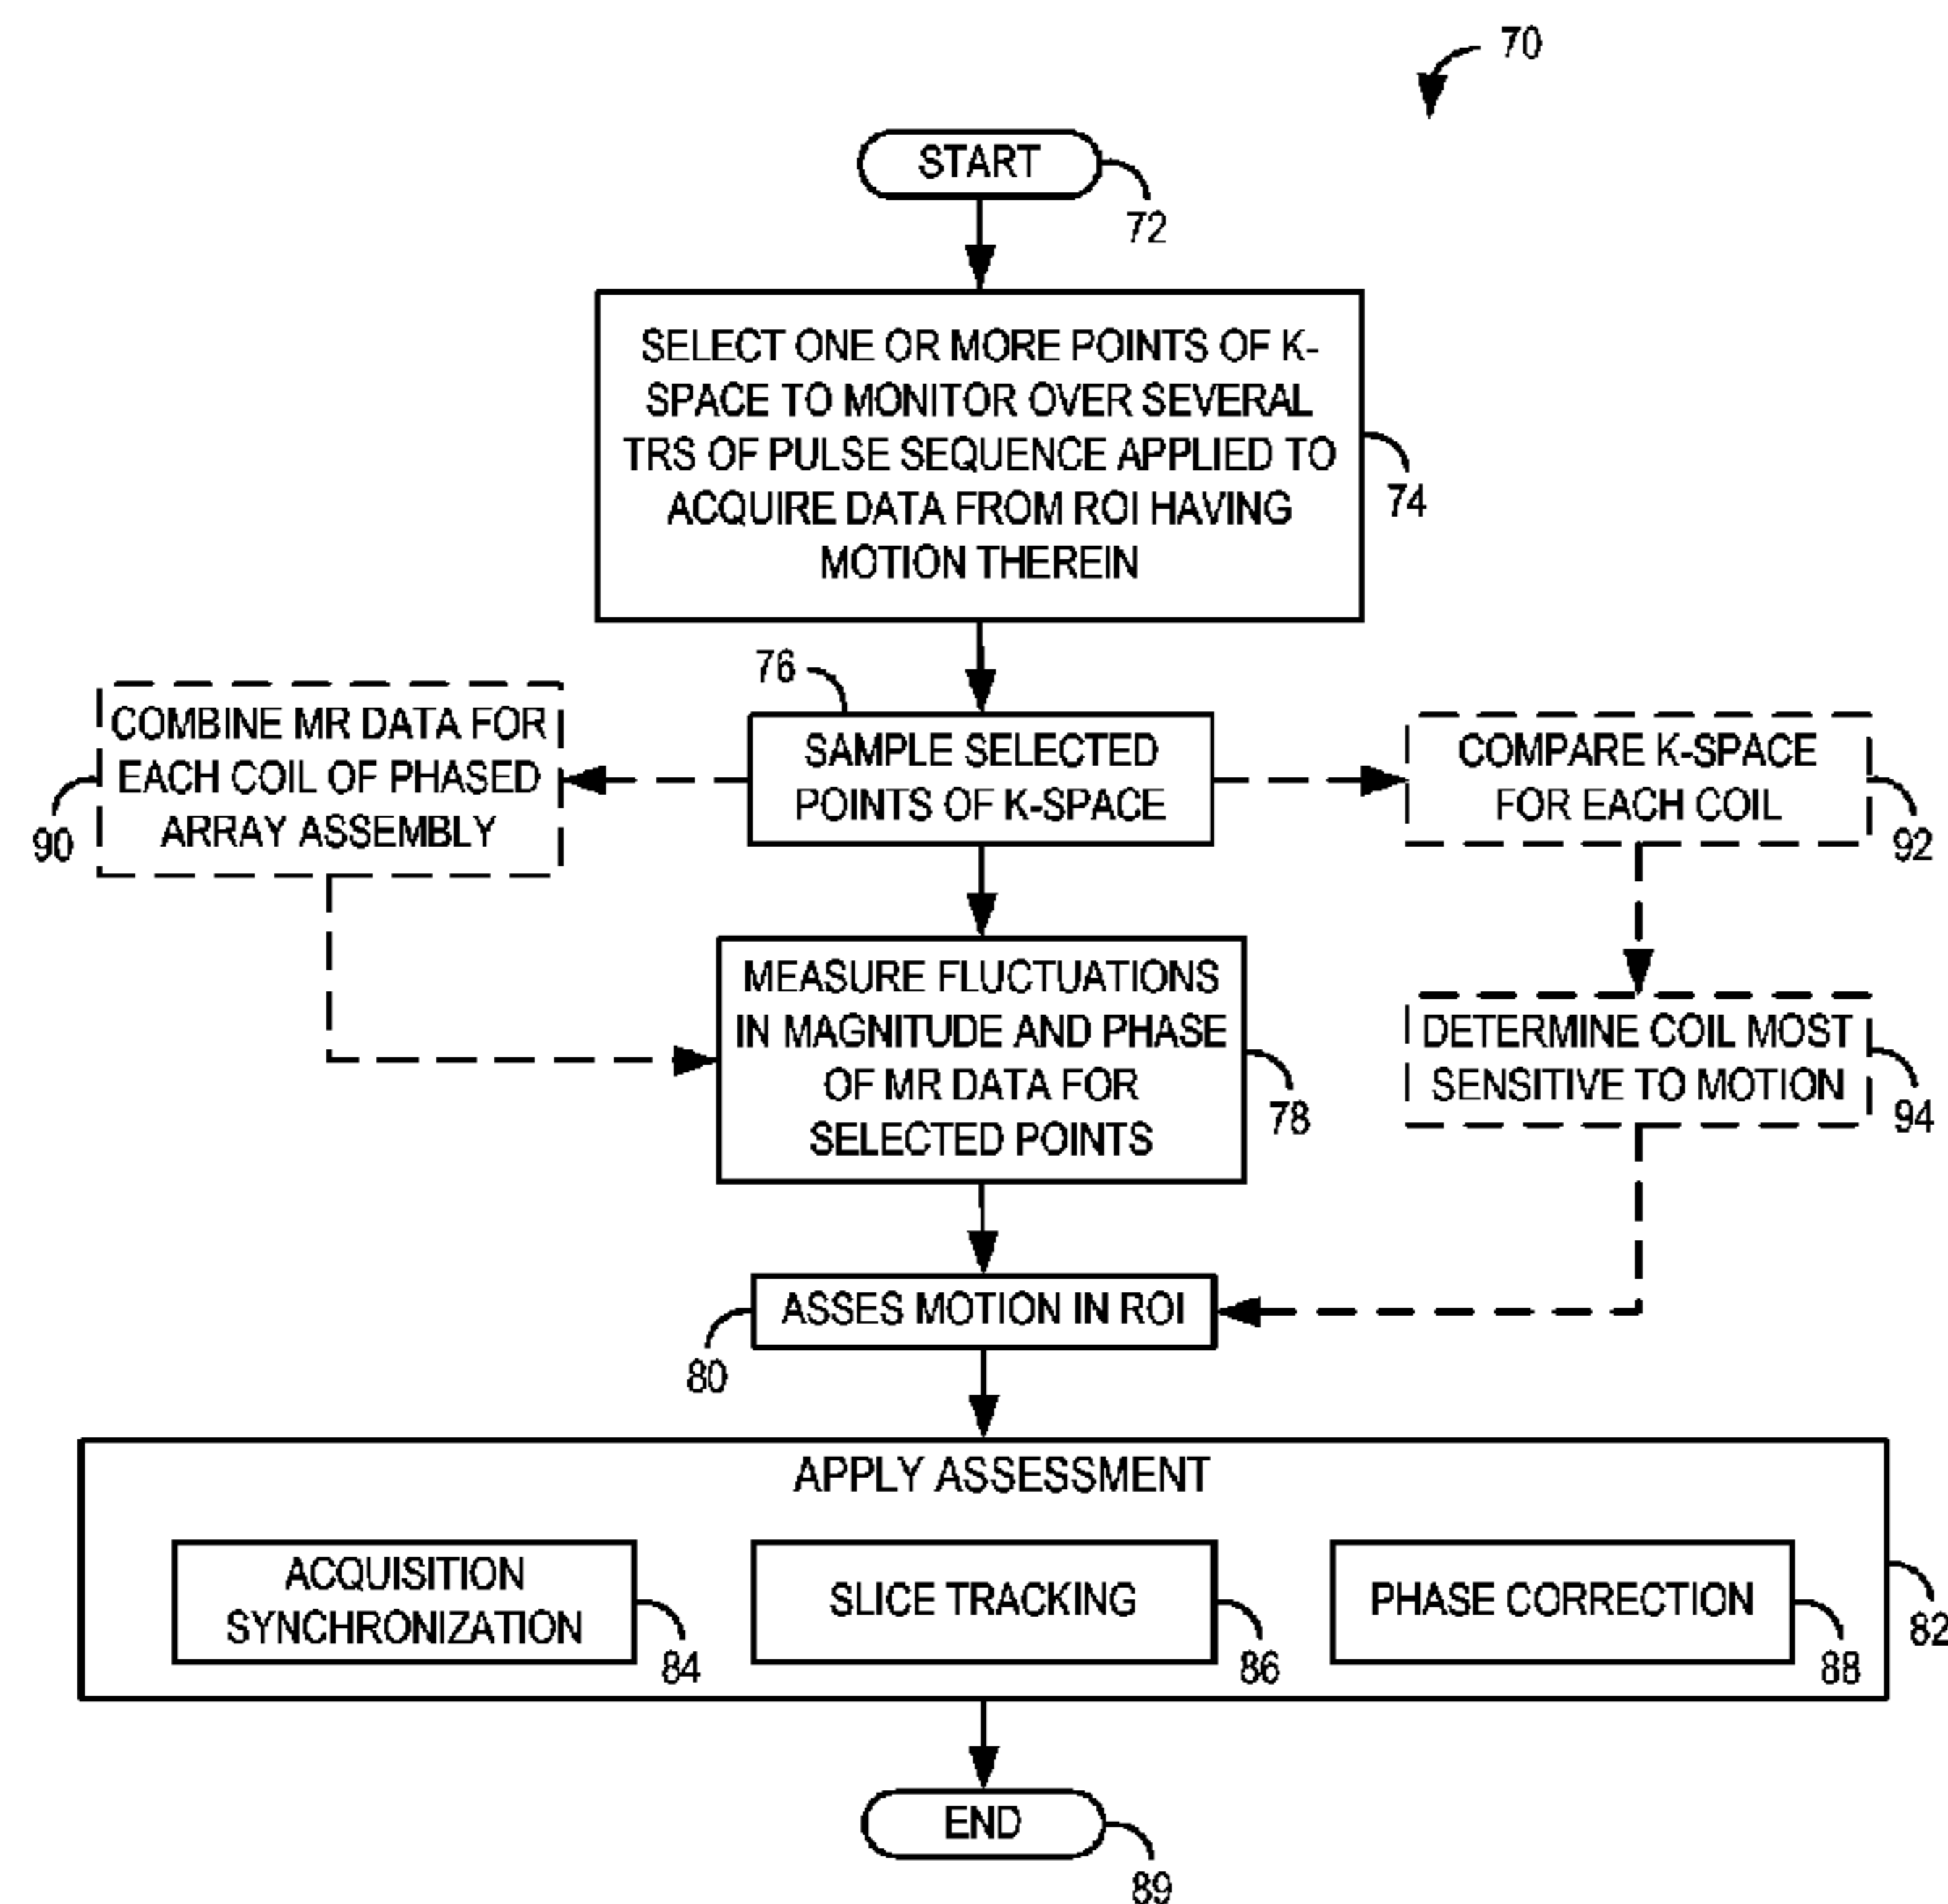 70
START
72
SELECT ONE OR MORE POINTS OF K-
SPACE TO MONITOR OVER SEVERAL
TRS OF PULSE SEQUENCE APPLIED TO
ACQUIRE DATA FROM ROI HAVING
MOTION THEREIN
74
76
COMBINE MR DATA FOR
EACH COIL OF PHASED
ARRAY ASSEMBLY
90
SAMPLE SELECTED
POINTS OF K-SPACE
COMPARE K-SPACE
FOR EACH COIL
92
MEASURE FLUCTUATIONS
IN MAGNITUDE AND PHASE
OF MR DATA FOR
SELECTED POINTS
78
DETERMINE COIL MOST
SENSITIVE TO MOTION
94
ASSES MOTION IN ROI
80
APPLY ASSESSMENT
ACQUISITION
SYNCHRONIZATION
84
SLICE TRACKING
86
PHASE CORRECTION
88
82
END
89